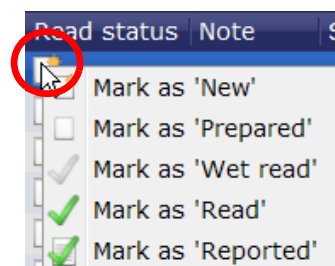 Read status Note S
Mark as 'New'
Mark as 'Prepared'
Mark as 'Wet read'
Mark as 'Read'
Mark as 'Reported'